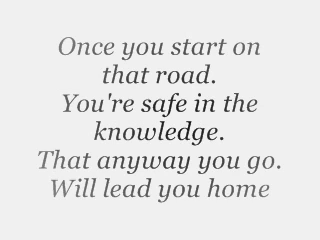 Once you start on
that road.
You're safe in the
knowledge.
That anyway you go.
Will lead you home